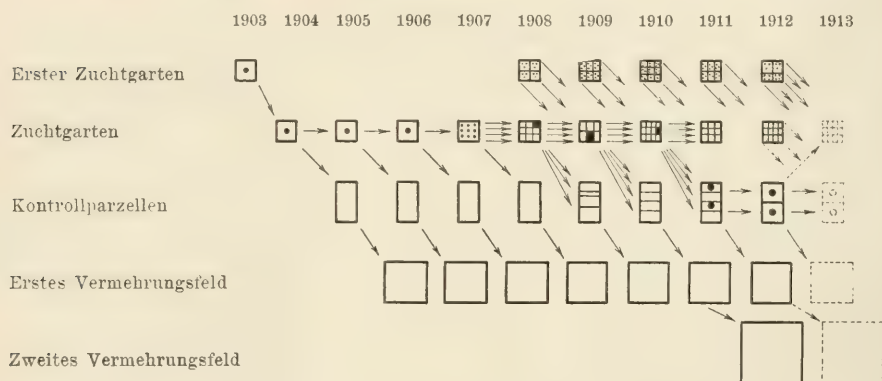 1903 1904 1905 1906 1907 1908 1909 1910 1911 1912 1913
Erster Zuchtgarten
Zuchtgarten
Kontrollparzellen
Erstes Vermehrungsfeld
Zweites Vermehrungsfeld